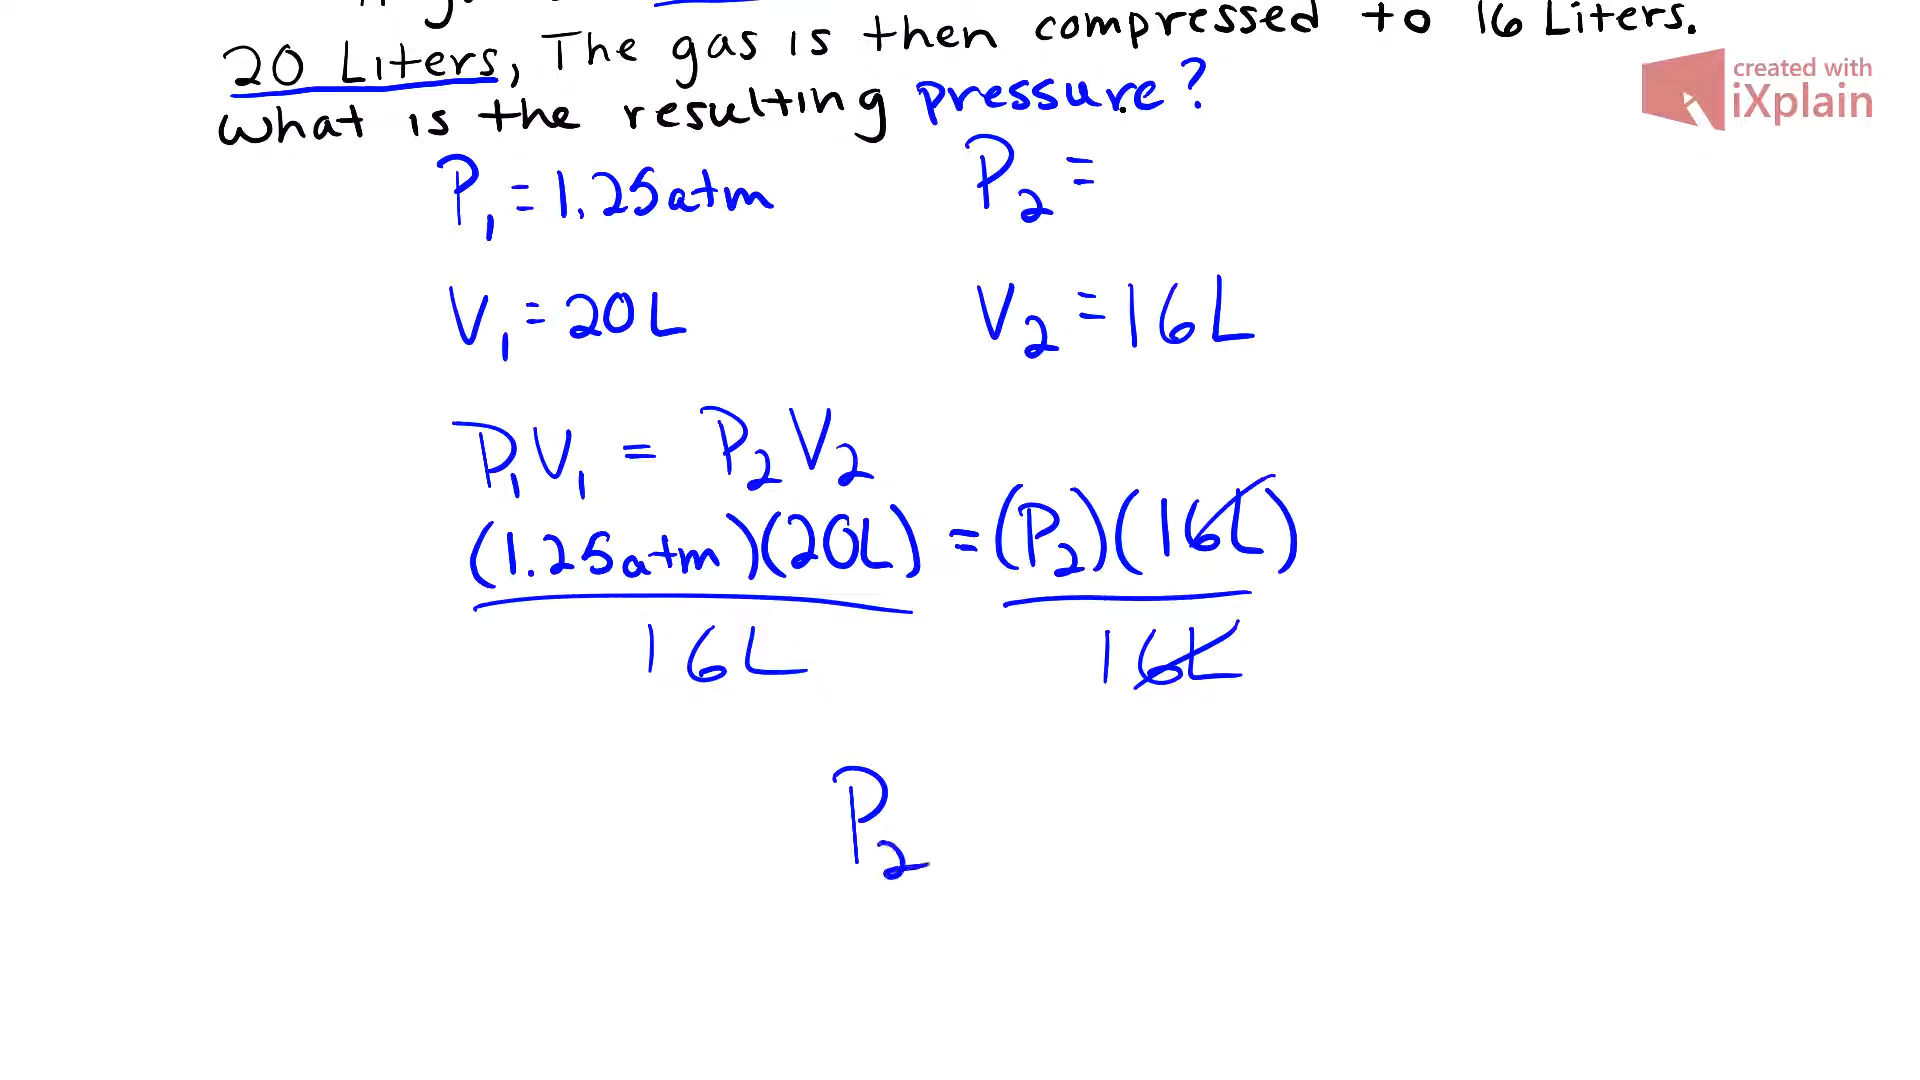 20 Liters, The gas is then compressed to 16 Liters.
created with
iXplain
what is the resulting pressure?
P₁ = 1.25atm P₂ =
V₁ = 20L V₂ = 16L
P₁V₁ = P₂V₂
(1.25atm)(20L) = (P₂)(16L)
16L 16L
P₂